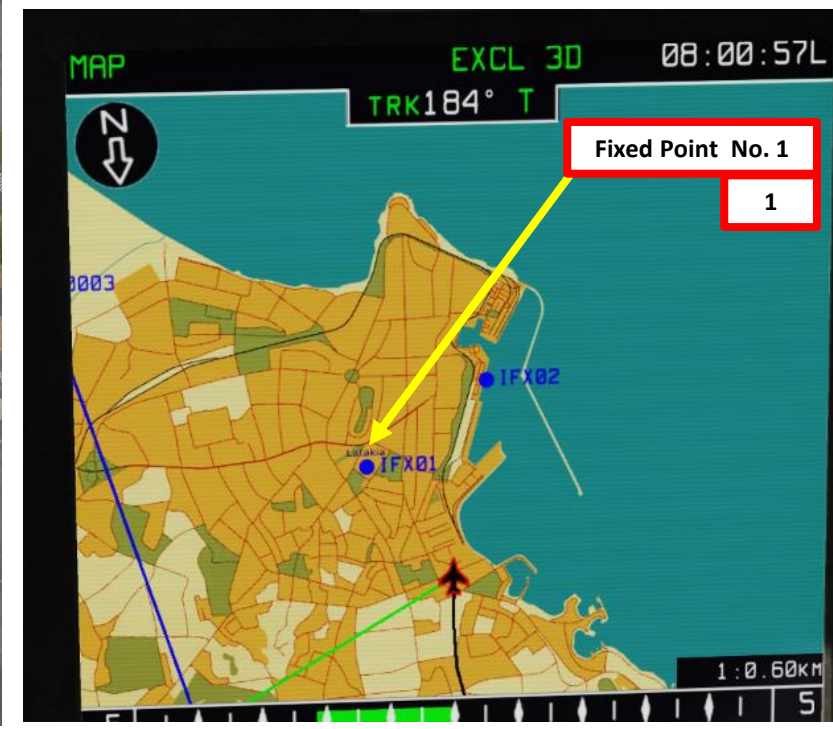 MAP EXCL 3D 08:00:57L
TRK184° T
N
Fixed Point No. 1
1
0003
IFX02
Latakia
IFX01
1:0.60KM
5 5